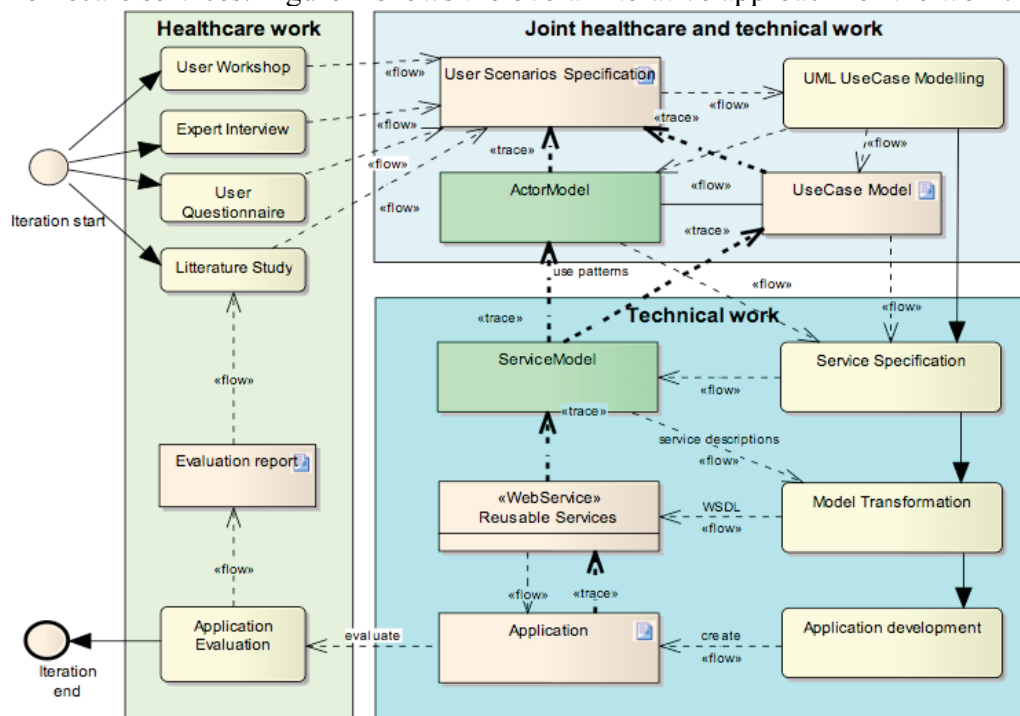 Healthcare work
Joint healthcare and technical work
User Workshop
«flow»
User Scenarios Specification
«flow»
UML UseCase Modelling
Expert Interview
«flow»
«trace»
«trace»
«flow»
User
Questionnaire
«flow»
ActorModel
«flow»
UseCase Model
Iteration start
«flow»
«trace»
Litterature Study
use patterns
«flow»
«flow»
«trace»
Technical work
ServiceModel
Service Specification
«flow»
«flow»
«trace»
service descriptions
«flow»
Evaluation report
«WebService»
Reusable Services
WSDL
«flow»
Model Transformation
«flow»
«flow»
«trace»
Application
Evaluation
evaluate
Application
create
«flow»
Application development
Iteration
end